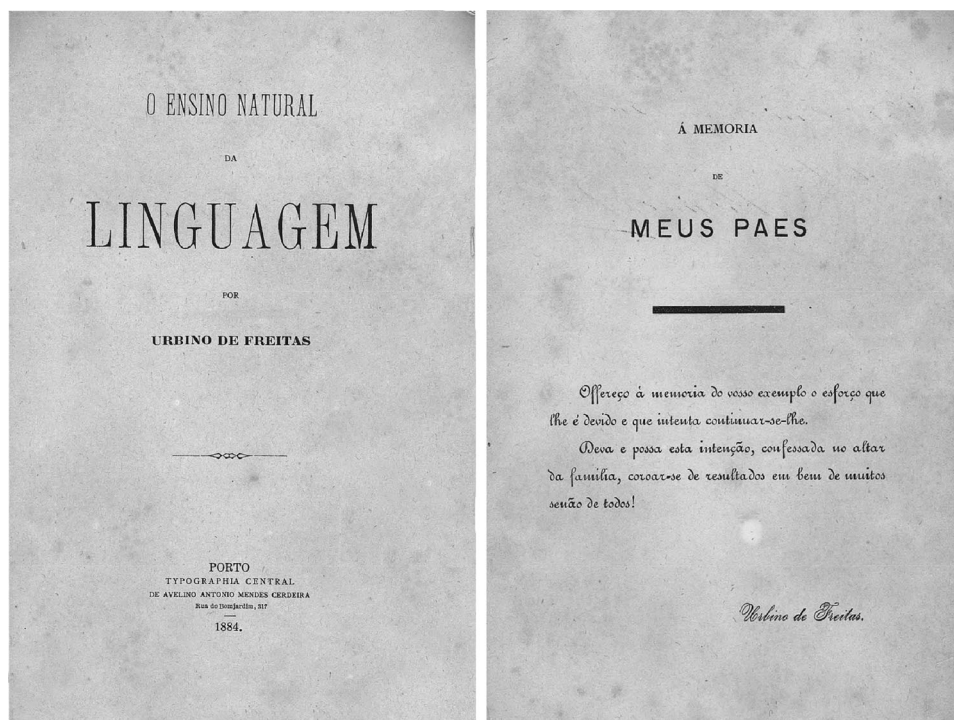 O ENSINO NATURAL
DA
LINGUAGEM
POR
URBINO DE FREITAS
PORTO
TYPOGRAPHIA CENTRAL
DE AVELINO ANTONIO MENDES CERDEIRA
Rua do Bomjardim, 317
1884.
Á MEMORIA
DE
MEUS PAES
Offereço á memoria do vosso exemplo o esforço que
lhe é devido e que intenta continuar-se-lhe.
Deva e possa esta intenção, confessada no altar
da familia, coroar-se de resultados em bem de muitos
senão de todos!
Urbino de Freitas.